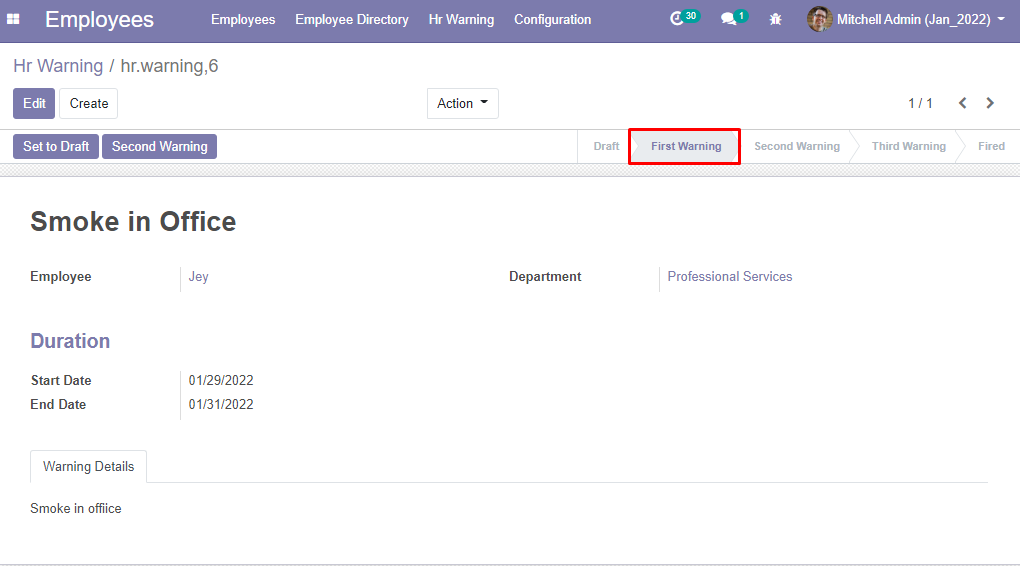 Employees Employees Employee Directory Hr Warning Configuration 30 1 Mitchell Admin (Jan_2022)
Hr Warning / hr.warning,6
Edit Create Action 1 / 1
Set to Draft Second Warning Draft First Warning Second Warning Third Warning Fired
Smoke in Office
Employee Jey Department Professional Services
Duration
Start Date 01/29/2022
End Date 01/31/2022
Warning Details
Smoke in offiice